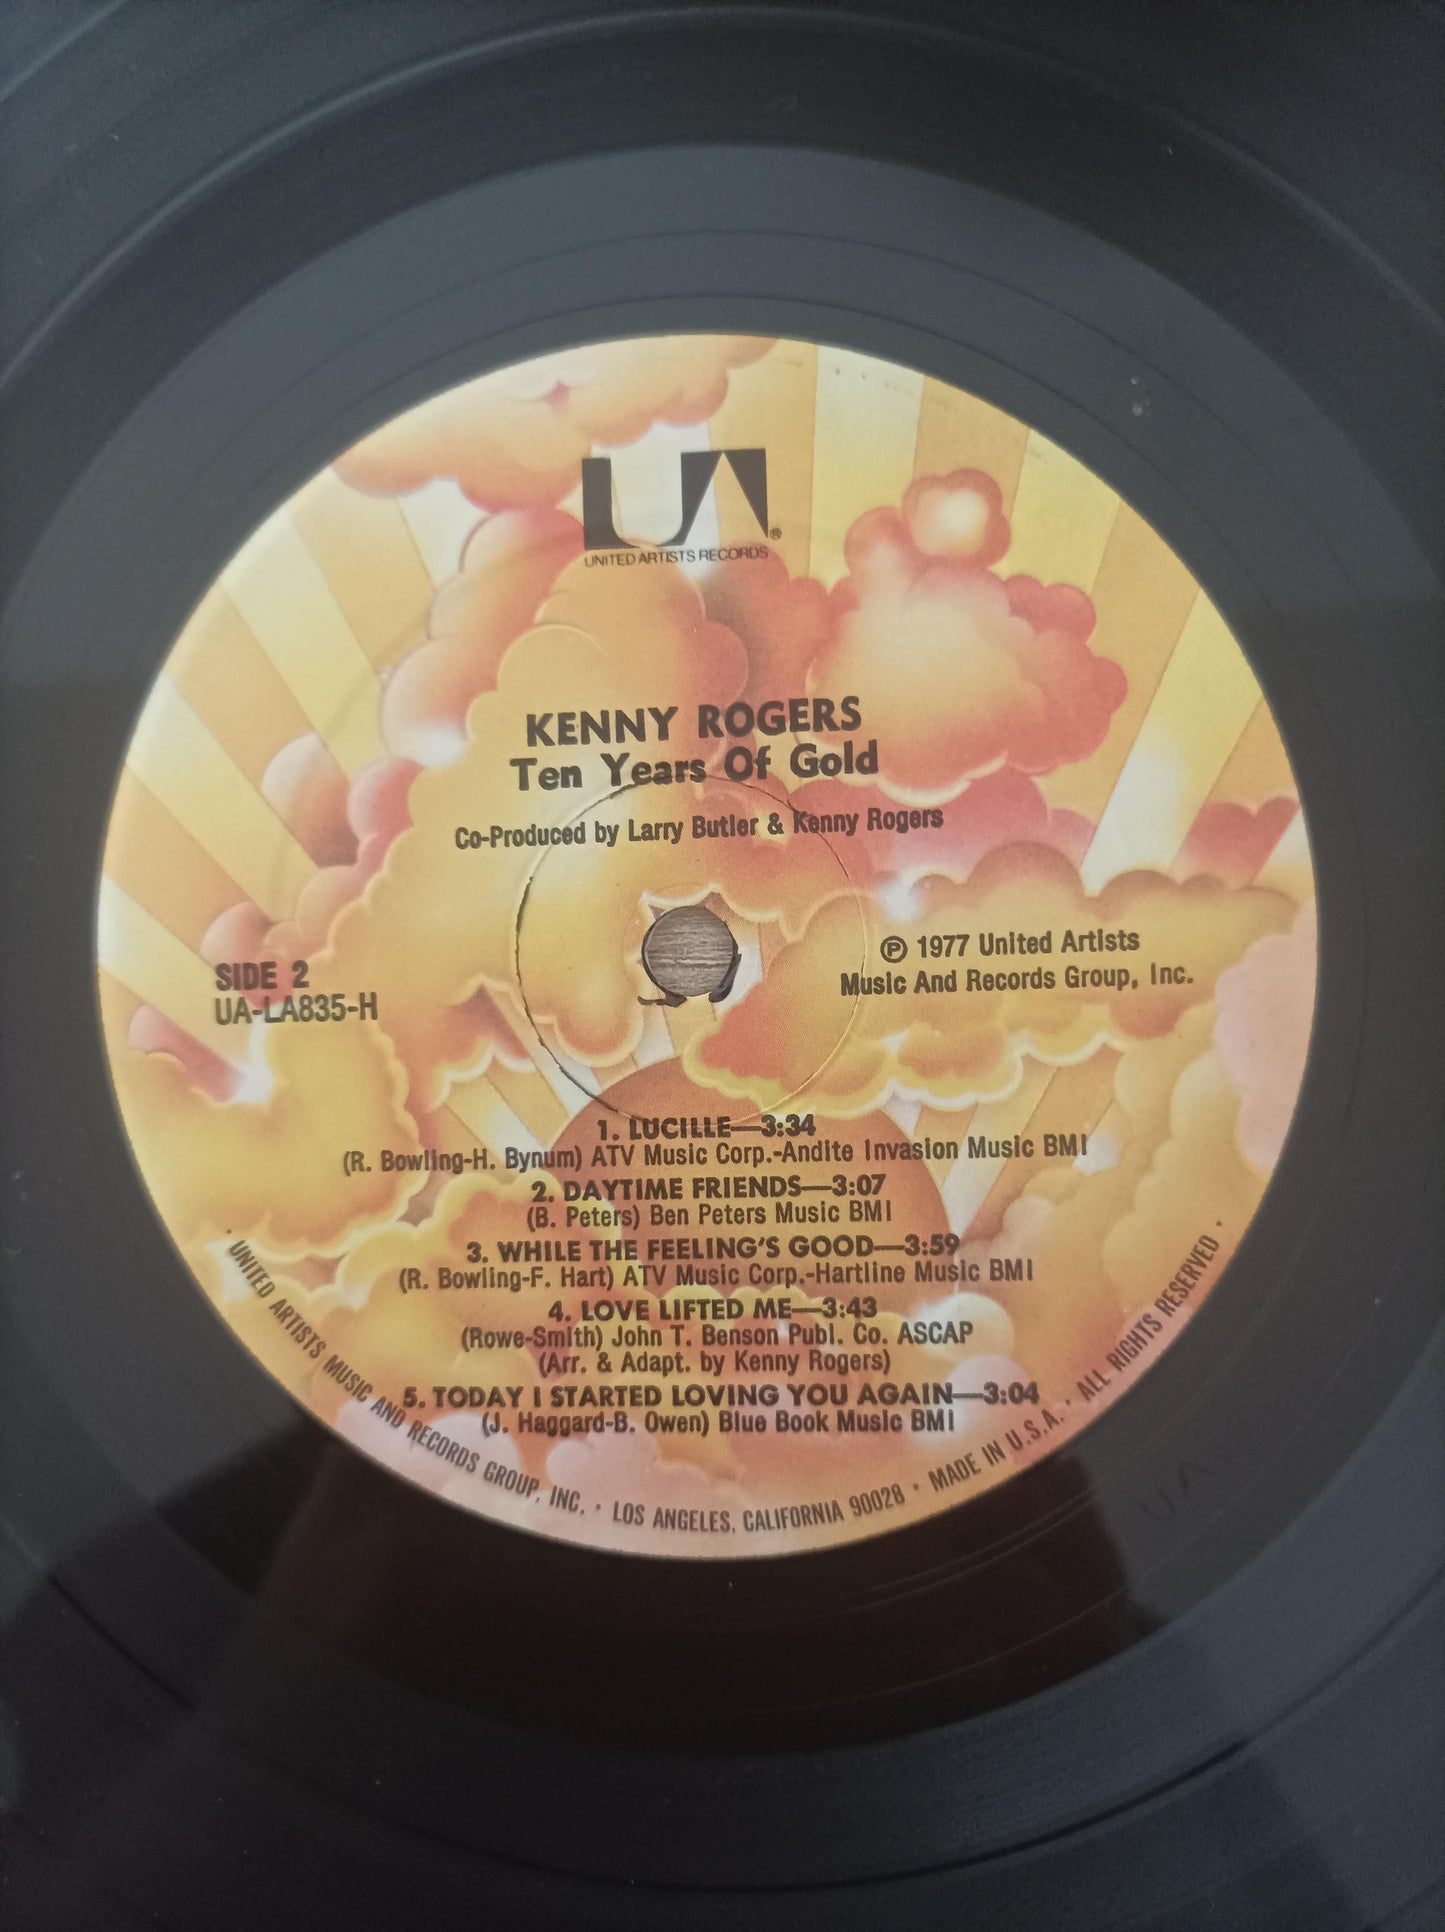 UA®
UNITED ARTISTS RECORDS
KENNY ROGERS
Ten Years Of Gold
Co-Produced by Larry Butler & Kenny Rogers
SIDE 2
UA-LA835-H
℗ 1977 United Artists
Music And Records Group, Inc.
1. LUCILLE—3:34
(R. Bowling-H. Bynum) ATV Music Corp.-Andite Invasion Music BMI
2. DAYTIME FRIENDS—3:07
(B. Peters) Ben Peters Music BMI
3. WHILE THE FEELING'S GOOD—3:59
(R. Bowling-F. Hart) ATV Music Corp.-Hartline Music BMI
4. LOVE LIFTED ME—3:43
(Rowe-Smith) John T. Benson Publ. Co. ASCAP
(Arr. & Adapt. by Kenny Rogers)
5. TODAY I STARTED LOVING YOU AGAIN—3:04
(J. Haggard-B. Owen) Blue Book Music BMI
· UNITED ARTISTS MUSIC AND RECORDS GROUP, INC. · LOS ANGELES, CALIFORNIA 90028 · MADE IN U.S.A. · ALL RIGHTS RESERVED ·